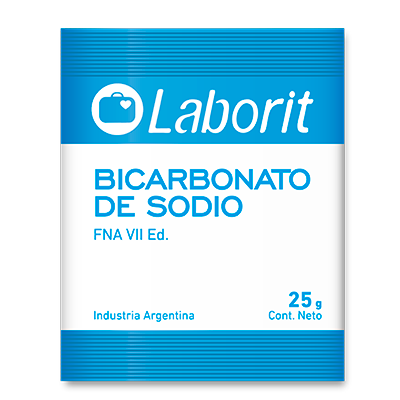 Laborit
BICARBONATO
DE SODIO
FNA VII Ed.
Industria Argentina
25 g
Cont. Neto